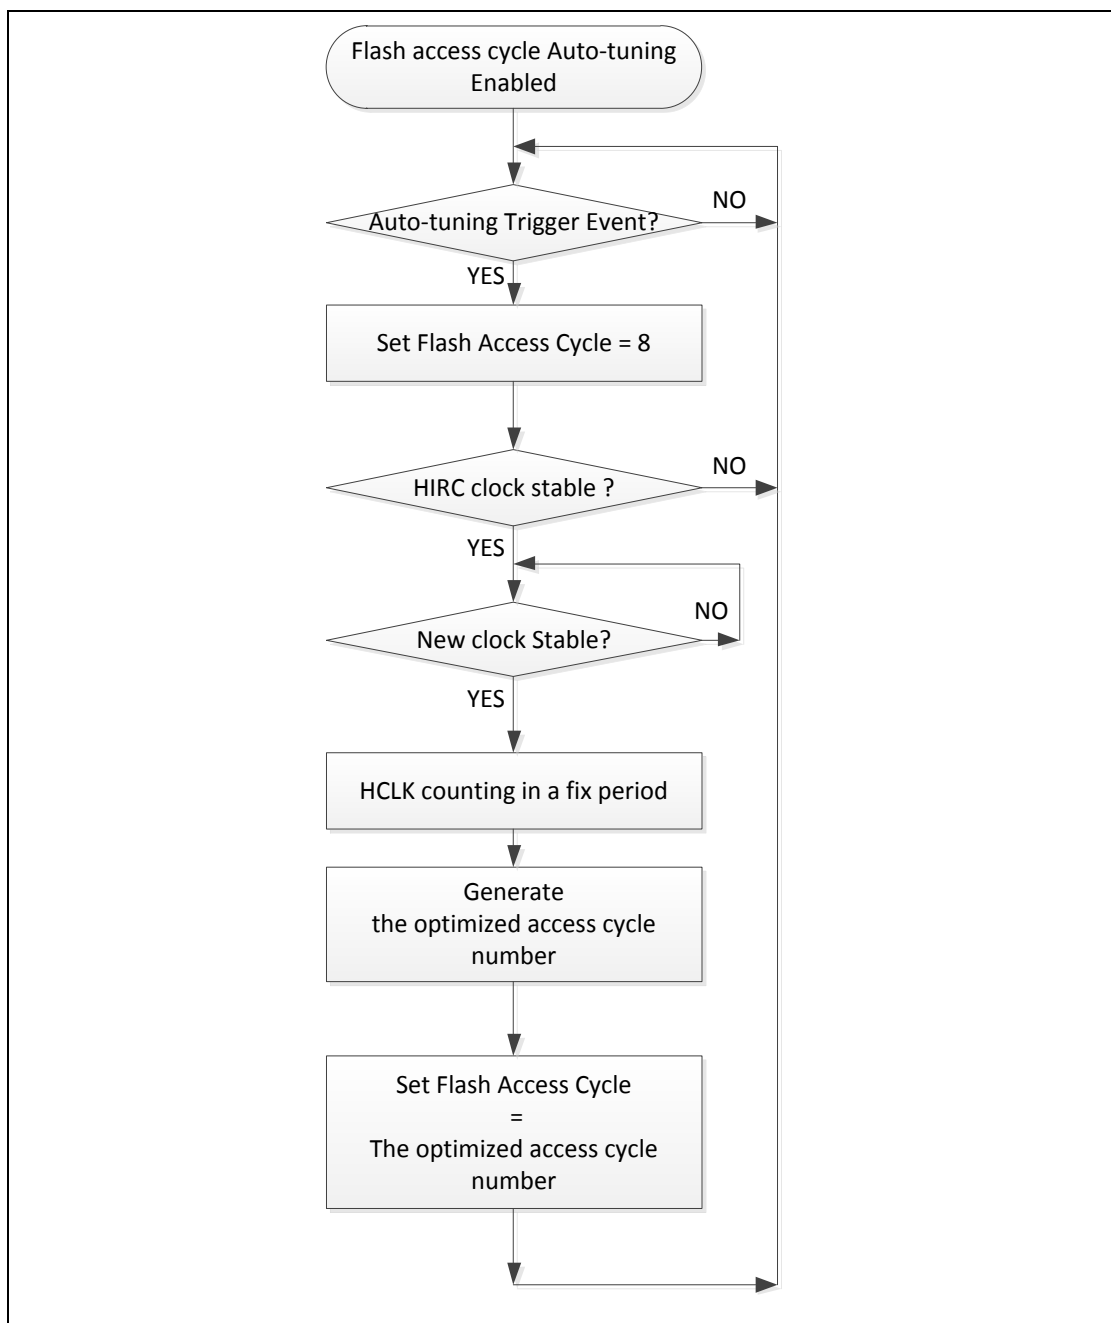 Flash access cycle Auto-tuning
Enabled
Auto-tuning Trigger Event?
NO
YES
Set Flash Access Cycle = 8
HIRC clock stable ?
NO
YES
New clock Stable?
NO
YES
HCLK counting in a fix period
Generate
the optimized access cycle
number
Set Flash Access Cycle
=
The optimized access cycle
number